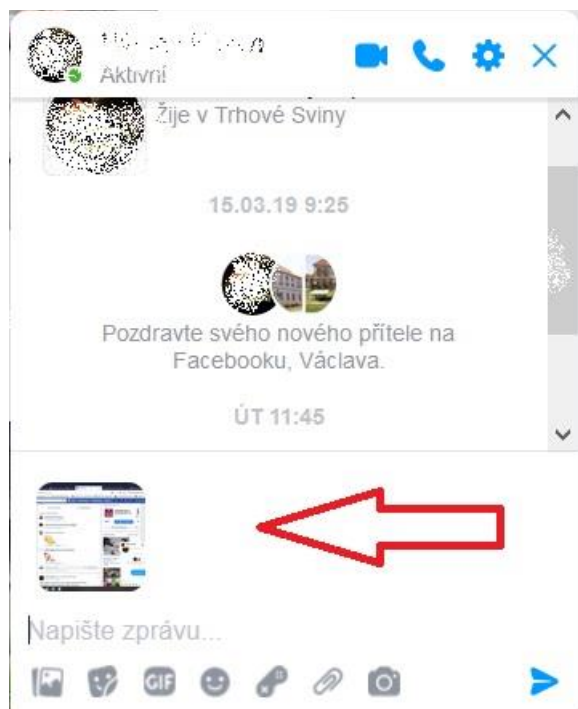 Aktivní
Žije v Trhové Sviny
15.03.19 9:25
Pozdravte svého nového přítele na
Facebooku, Václava.
ÚT 11:45
Napište zprávu...
GIF